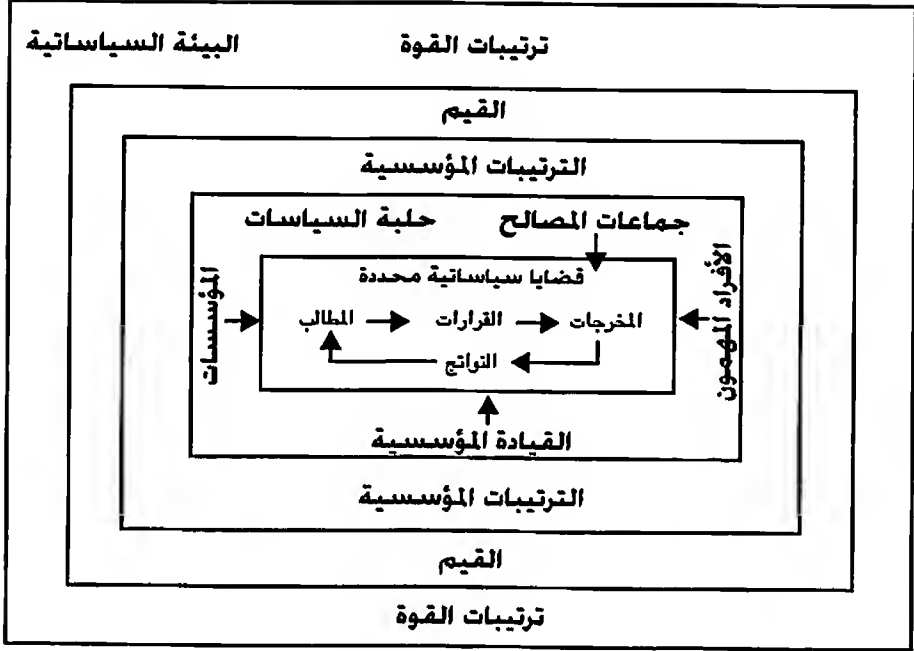 ترتيبات القوة
البيئة السياساتية
القيم
الترتيبات المؤسسية
جماعات المصالح
حلبة السياسات
الأفراد المهمون
قضايا سياساتية محددة
المخرجات
القرارات
المطالب
النواتج
المؤسسات
القيادة المؤسسية
الترتيبات المؤسسية
القيم
ترتيبات القوة